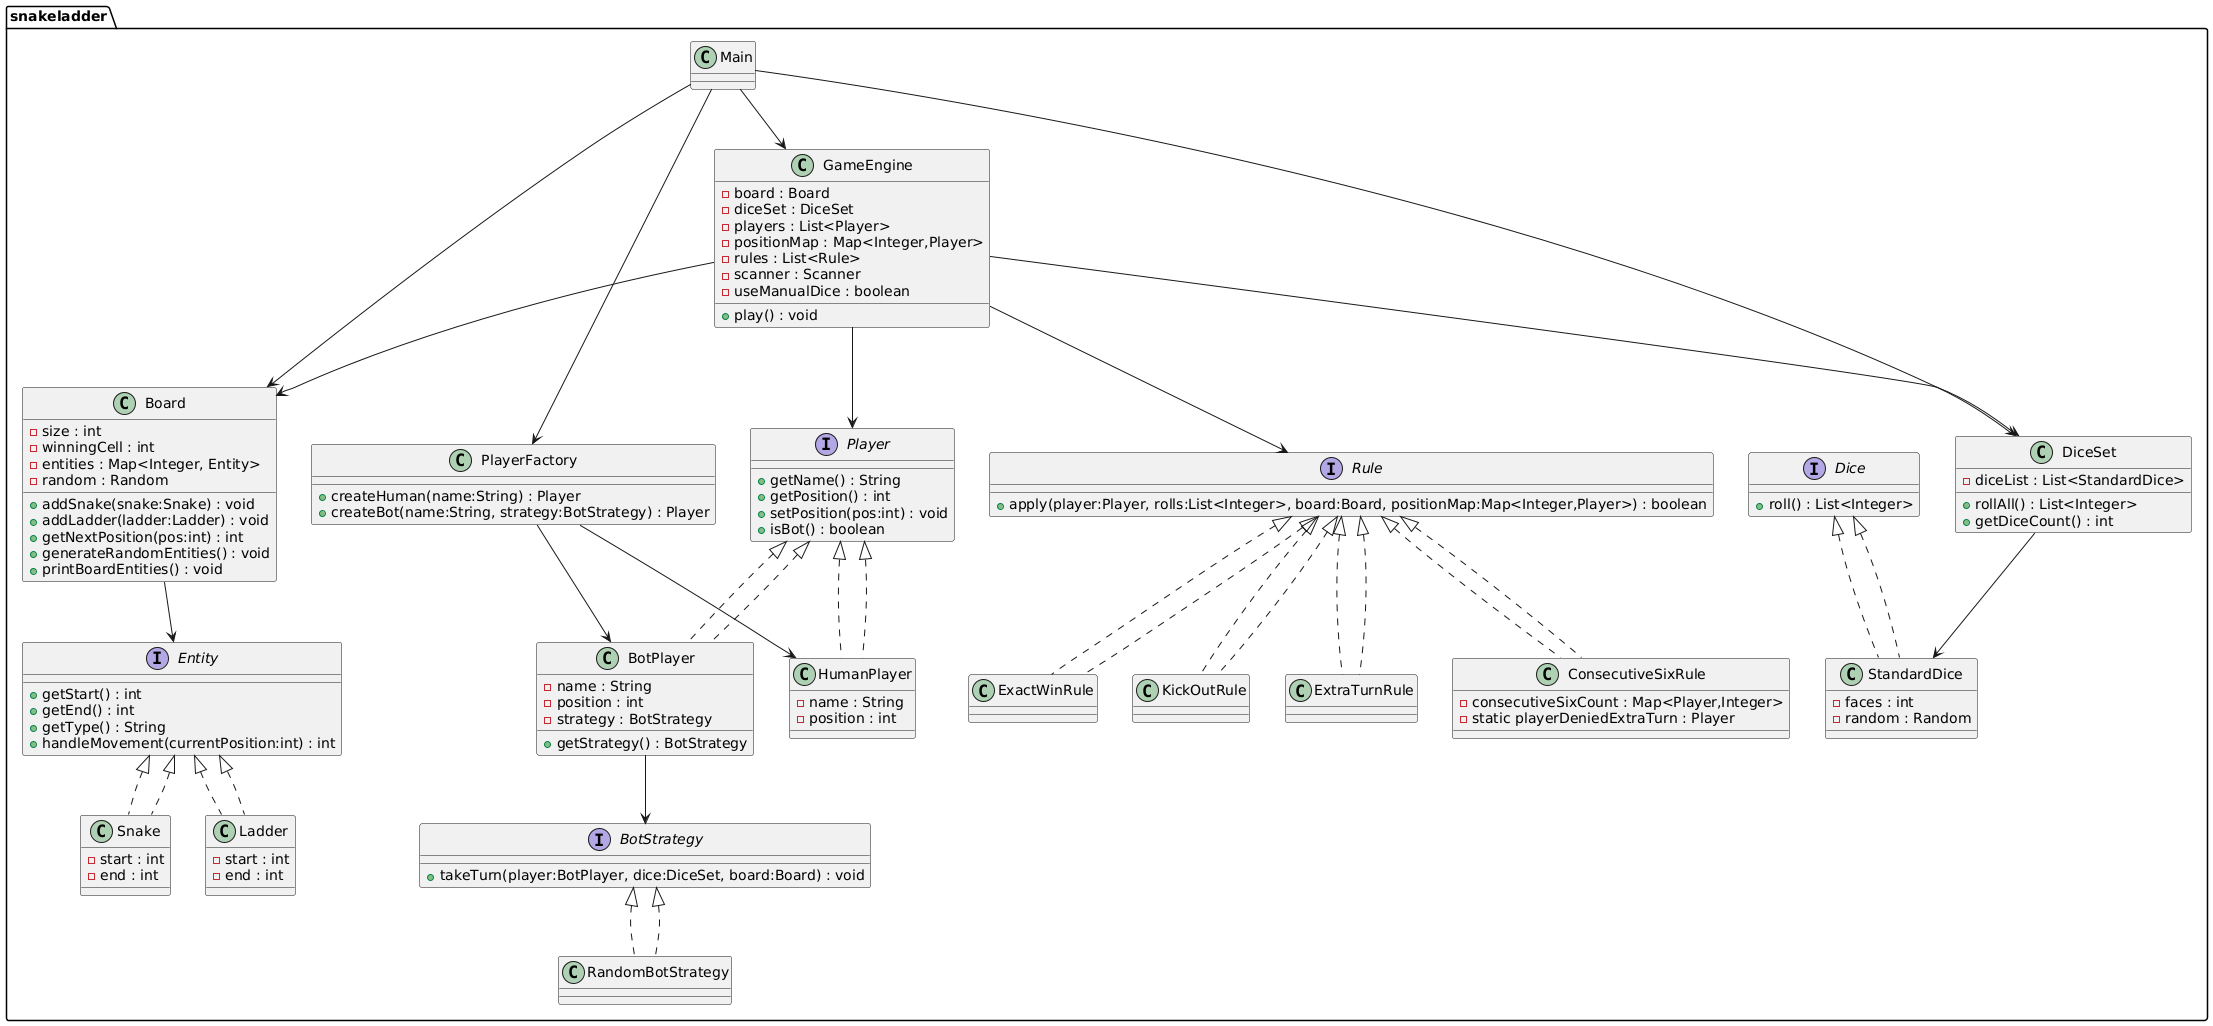 snakeladder
C Main
C GameEngine
board : Board
diceSet : DiceSet
players : List<Player>
positionMap : Map<Integer,Player>
rules : List<Rule>
scanner : Scanner
useManualDice : boolean
play() : void
C Board
size : int
winningCell : int
entities : Map<Integer, Entity>
random : Random
addSnake(snake:Snake) : void
addLadder(ladder:Ladder) : void
getNextPosition(pos:int) : int
generateRandomEntities() : void
printBoardEntities() : void
C PlayerFactory
createHuman(name:String) : Player
createBot(name:String, strategy:BotStrategy) : Player
I Player
getName() : String
getPosition() : int
setPosition(pos:int) : void
isBot() : boolean
I Rule
apply(player:Player, rolls:List<Integer>, board:Board, positionMap:Map<Integer,Player>) : boolean
I Dice
roll() : List<Integer>
C DiceSet
diceList : List<StandardDice>
rollAll() : List<Integer>
getDiceCount() : int
I Entity
getStart() : int
getEnd() : int
getType() : String
handleMovement(currentPosition:int) : int
C BotPlayer
name : String
position : int
strategy : BotStrategy
getStrategy() : BotStrategy
C HumanPlayer
name : String
position : int
C ExactWinRule
C KickOutRule
C ExtraTurnRule
C ConsecutiveSixRule
consecutiveSixCount : Map<Player,Integer>
static playerDeniedExtraTurn : Player
C StandardDice
faces : int
random : Random
C Snake
start : int
end : int
C Ladder
start : int
end : int
I BotStrategy
takeTurn(player:BotPlayer, dice:DiceSet, board:Board) : void
C RandomBotStrategy